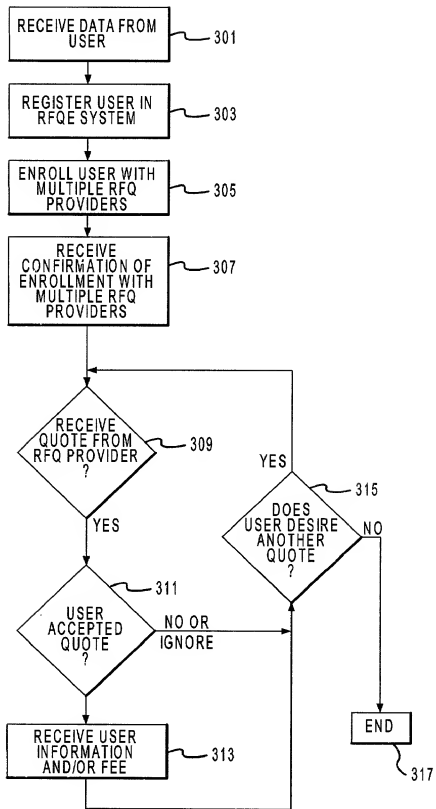 RECEIVE DATA FROM
USER
301
REGISTER USER IN
RFQE SYSTEM
303
ENROLL USER WITH
MULTIPLE RFQ
PROVIDERS
305
RECEIVE
CONFIRMATION OF
ENROLLMENT WITH
MULTIPLE RFQ
PROVIDERS
307
RECEIVE
QUOTE FROM
RFQ PROVIDER
?
309
YES
YES
315
DOES
USER DESIRE
ANOTHER
QUOTE
?
NO
311
USER
ACCEPTED
QUOTE
?
NO OR
IGNORE
RECEIVE USER
INFORMATION
AND/OR FEE
313
END
317